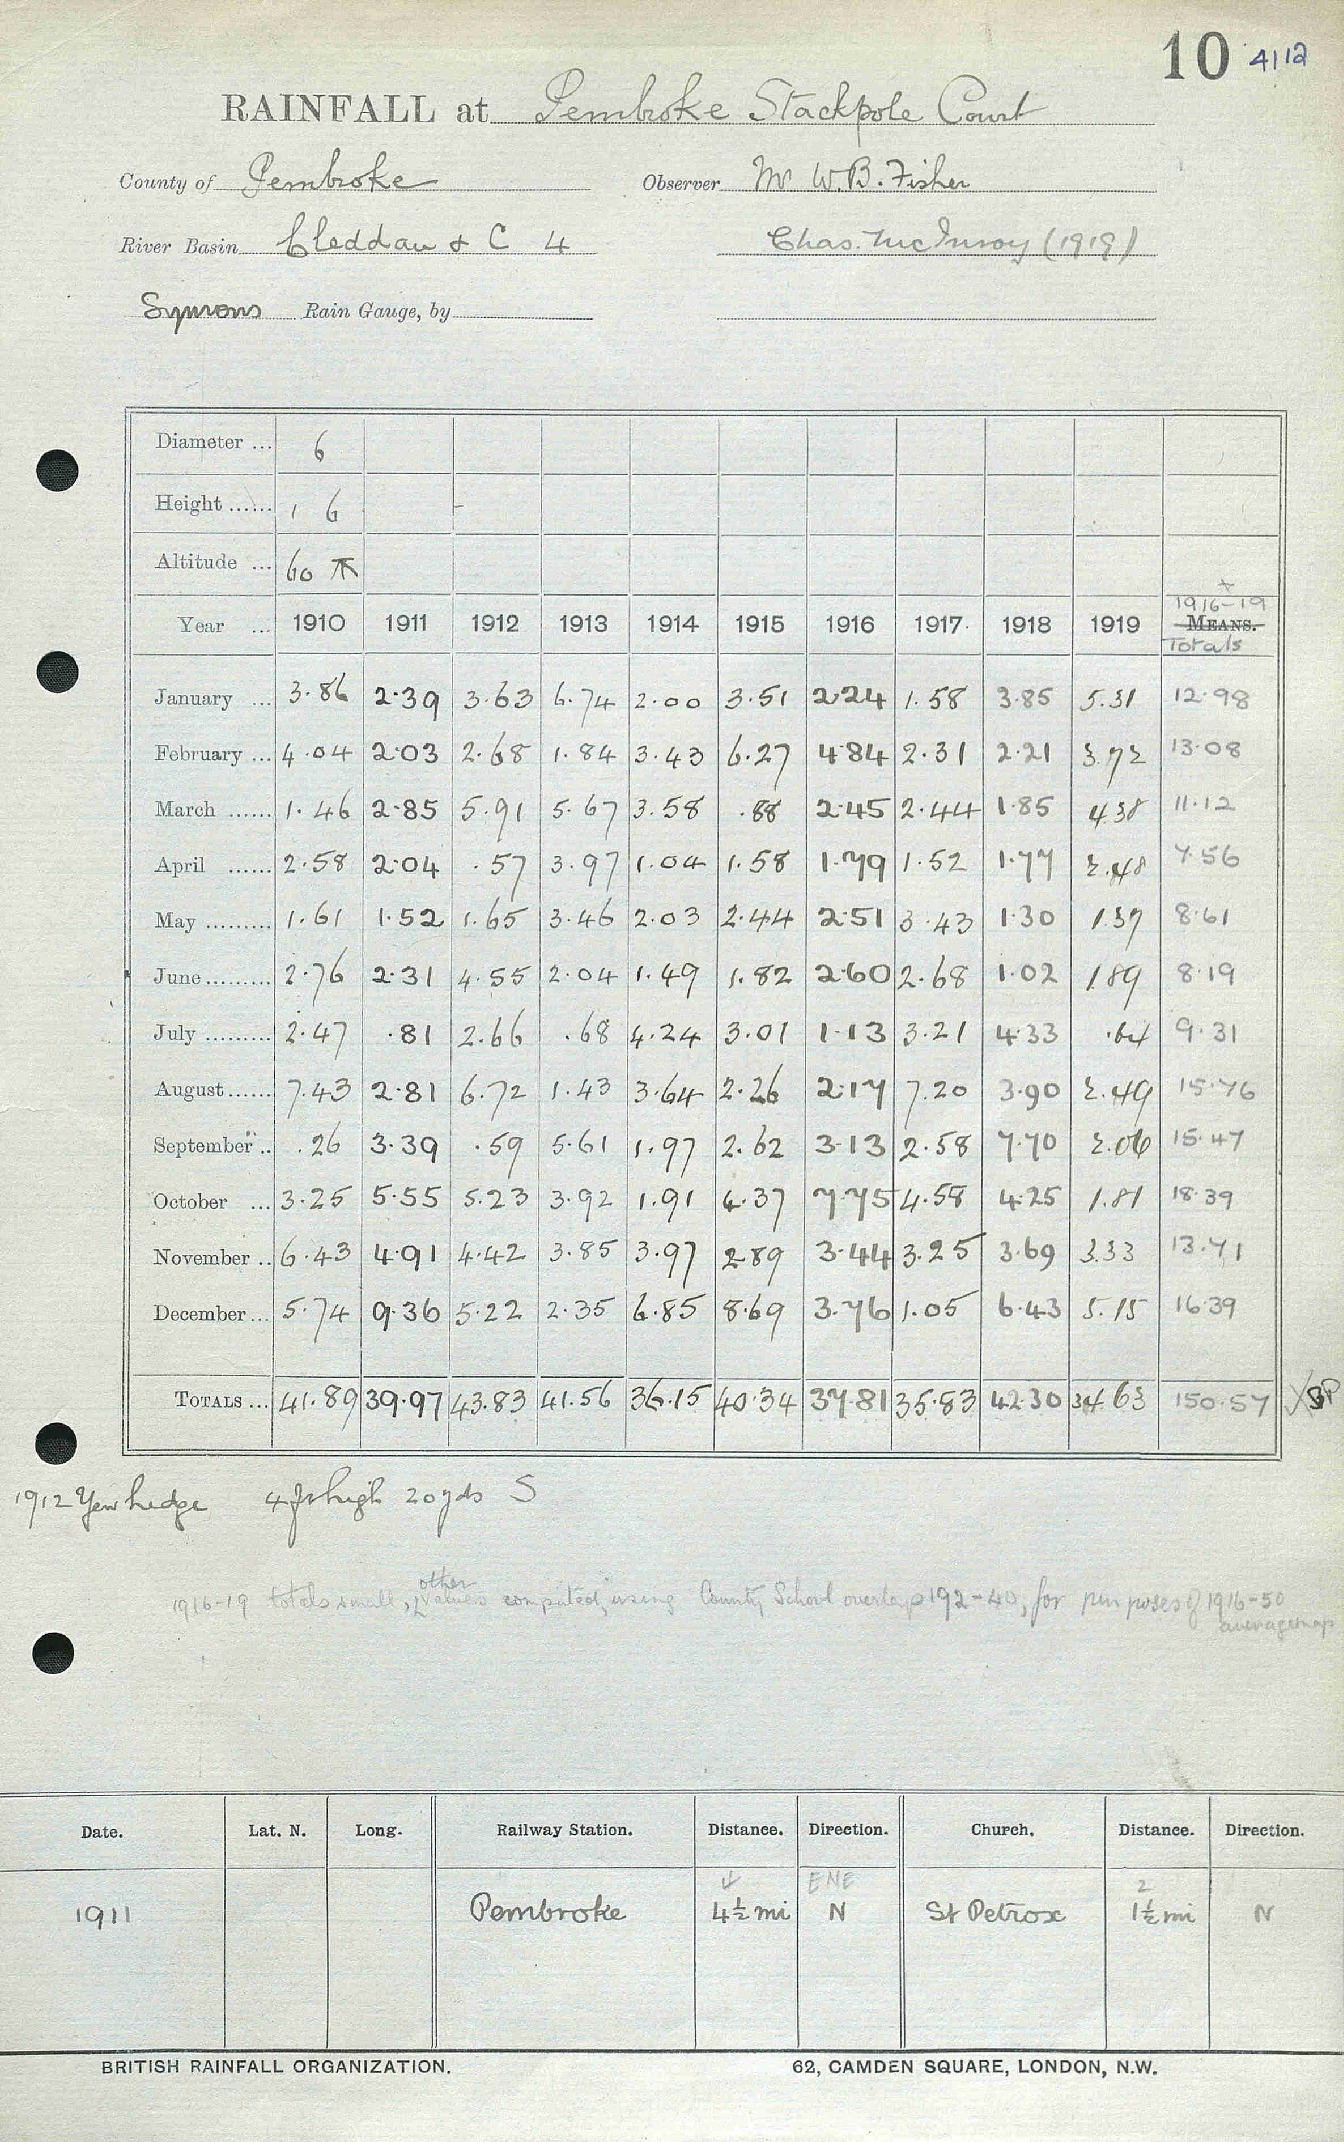 10 4112
RAINFALL at Pembroke Stackpole Court
County of Pembroke Observer Mr W.B. Fisher
River Basin Cleddau & C 4 Chas. McInroy (1919)
Symons Rain Gauge, by
Diameter ... 6
Height ...... 1 6
Altitude ... 60
1916-19
Year ... 1910 1911 1912 1913 1914 1915 1916 1917 1918 1919 MEANS.
Totals
January ... 3.86 2.39 3.63 6.74 2.00 3.51 2.24 1.58 3.85 5.31 12.98
February ... 4.04 2.03 2.68 1.84 3.43 6.27 4.84 2.31 2.21 3.72 13.08
March ...... 1.46 2.85 5.91 5.67 3.58 .88 2.45 2.44 1.85 4.38 11.12
April ...... 2.58 2.04 .57 3.97 1.04 1.58 1.79 1.52 1.77 2.48 7.56
May ......... 1.61 1.52 1.65 3.46 2.03 2.44 2.51 3.43 1.30 1.37 8.61
June ......... 2.76 2.31 4.55 2.04 1.49 1.82 2.60 2.68 1.02 1.89 8.19
July ......... 2.47 .81 2.66 .68 4.24 3.01 1.13 3.21 4.33 .64 9.31
August ...... 7.43 2.81 6.72 1.43 3.64 2.26 2.17 7.20 3.90 2.49 15.76
September .. .26 3.39 .59 5.61 1.97 2.62 3.13 2.58 7.70 2.06 15.47
October ... 3.25 5.55 5.23 3.92 1.91 4.37 7.75 4.58 4.25 1.81 18.39
November .. 6.43 4.91 4.42 3.85 3.97 2.89 3.44 3.25 3.69 3.33 13.71
December ... 5.74 9.36 5.22 2.35 6.85 8.69 3.76 1.05 6.43 5.15 16.39
TOTALS ... 41.89 39.97 43.83 41.56 36.15 40.34 37.81 35.83 42.30 34.63 150.57
1912 Yew hedge 4ft high 20yds S
other
1916-19 totals small, values computed, using County School overlap 192-40, for purposes of 1916-50
average map
Date. Lat. N. Long. Railway Station. Distance. Direction. Church. Distance. Direction.
4 ENE 2
1911 Pembroke 4½ mi N St Petrox 1½ mi N
BRITISH RAINFALL ORGANIZATION. 62, CAMDEN SQUARE, LONDON, N.W.